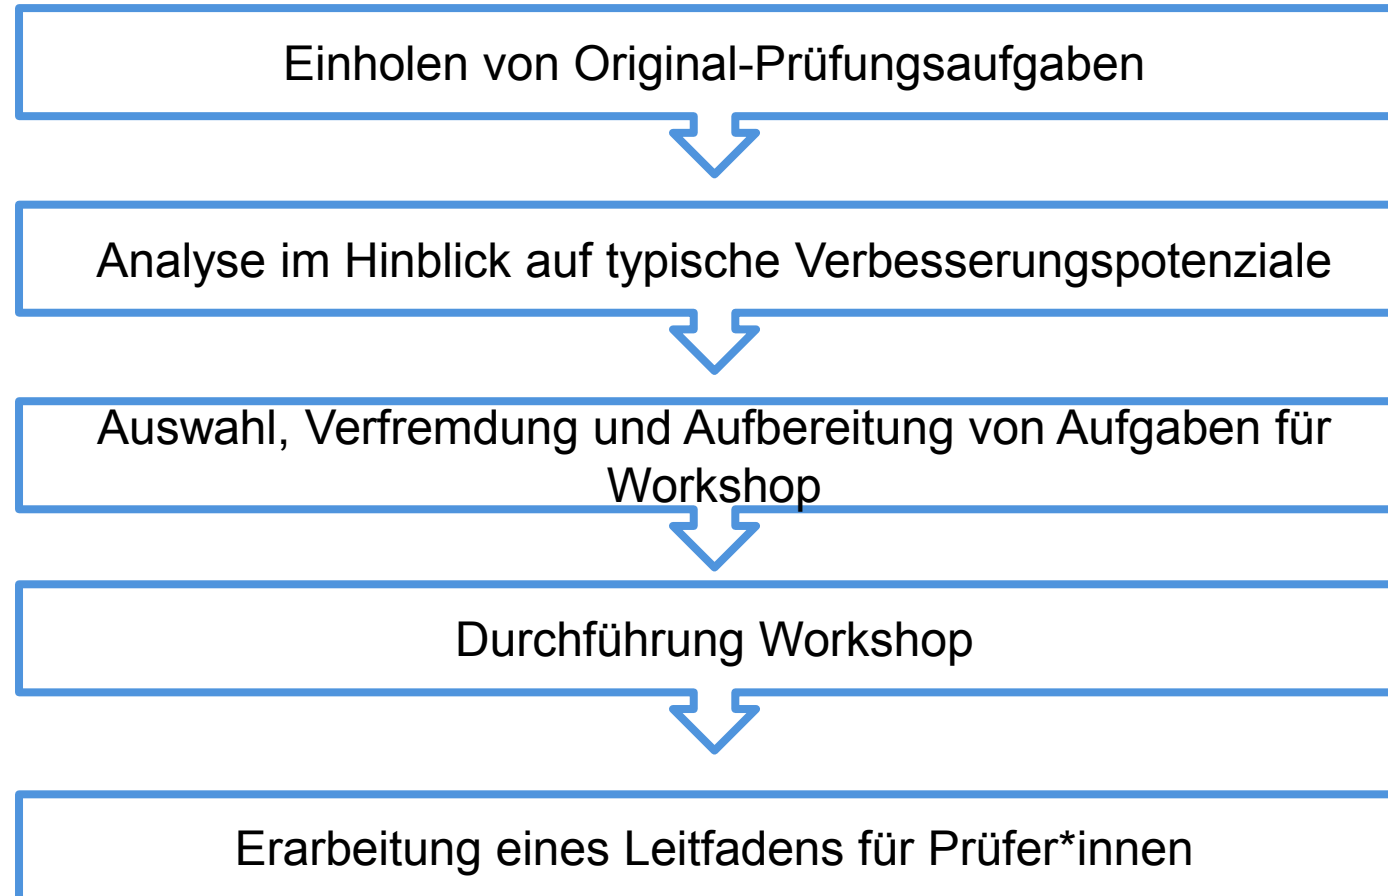 Einholen von Original-Prüfungsaufgaben
Analyse im Hinblick auf typische Verbesserungspotenziale
Auswahl, Verfremdung und Aufbereitung von Aufgaben für
Workshop
Durchführung Workshop
Erarbeitung eines Leitfadens für Prüfer*innen